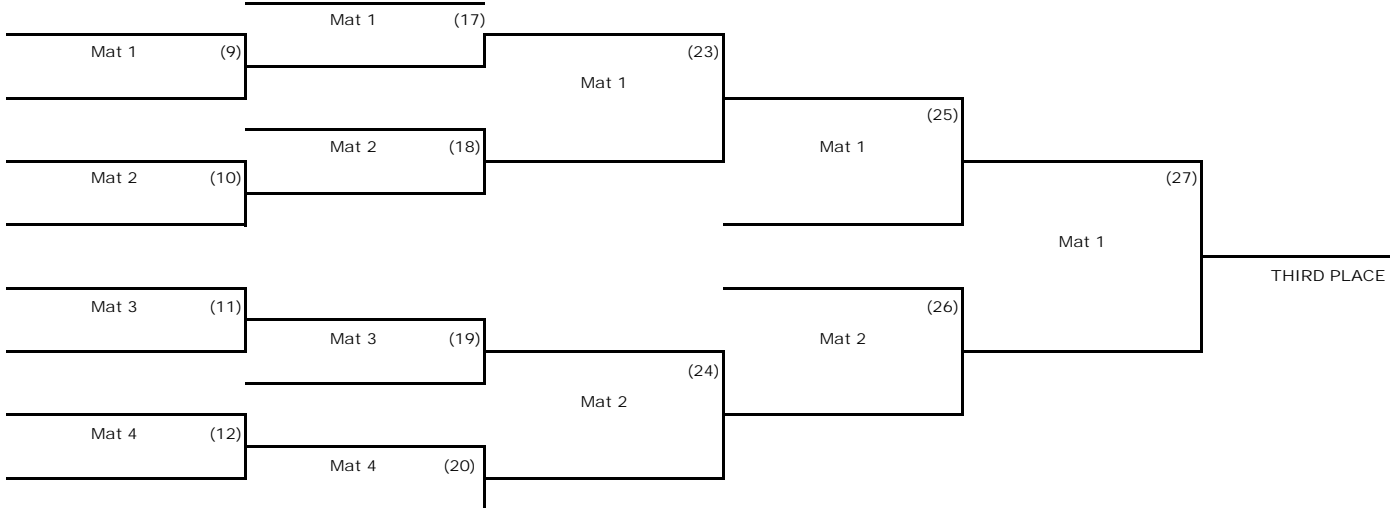 Mat 1 (17)
Mat 1 (9)
(23)
Mat 1
(25)
Mat 2 (18)
Mat 1
Mat 2 (10)
(27)
Mat 1
THIRD PLACE
Mat 3 (11)
(26)
Mat 3 (19)
Mat 2
(24)
Mat 2
Mat 4 (12)
Mat 4 (20)